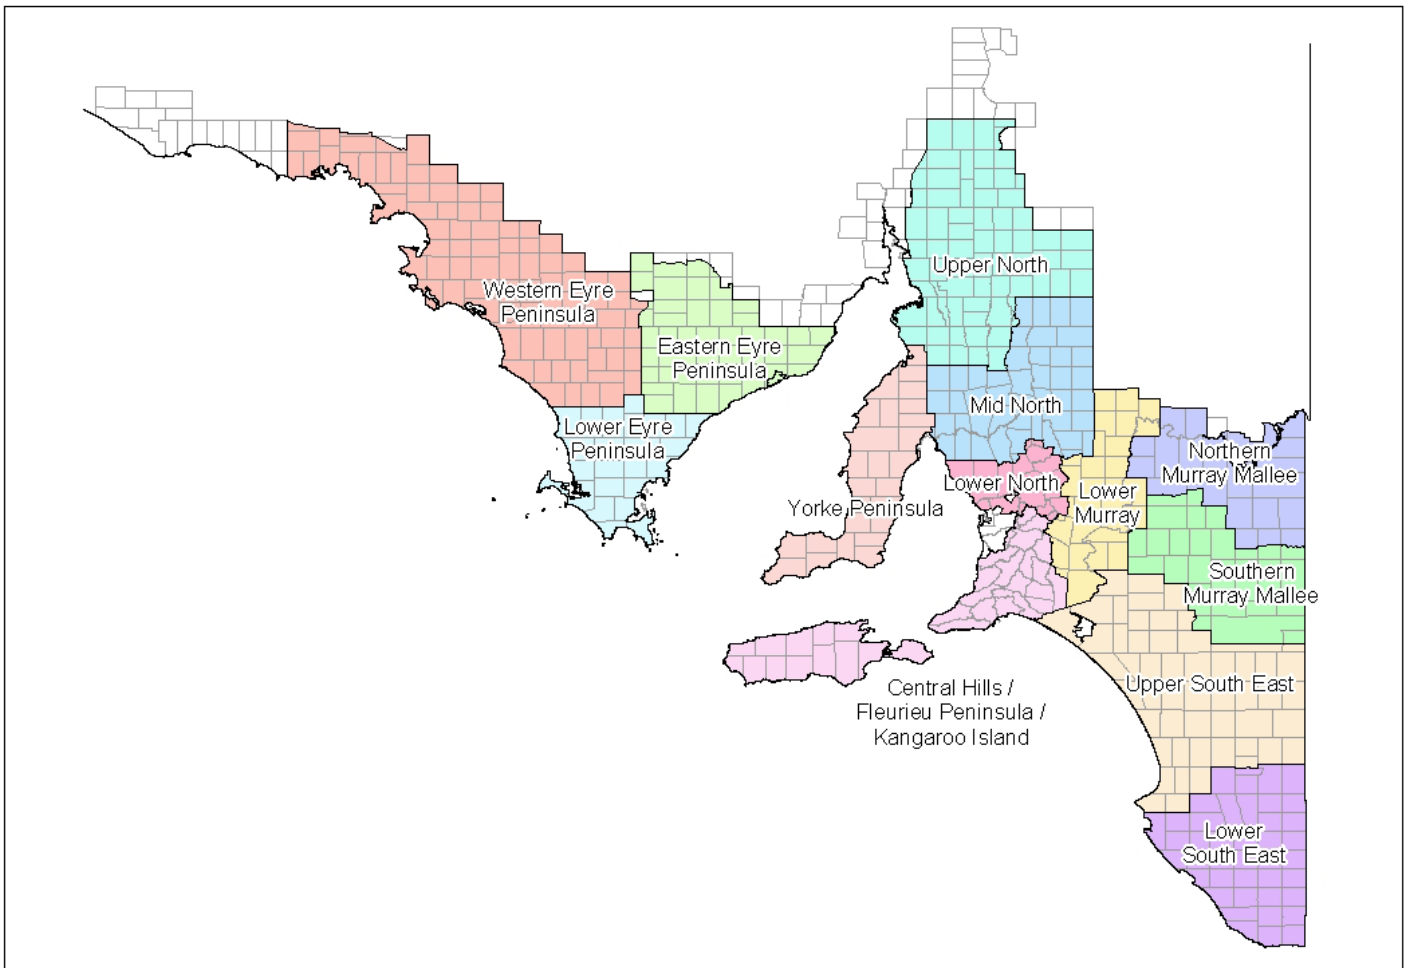 Upper North
Western Eyre
Peninsula
Eastern Eyre
Peninsula
Mid North
Lower Eyre
Peninsula
Northern
Murray Mallee
Lower North
Lower
Murray
Yorke Peninsula
Southern
Murray Mallee
Upper South East
Central Hills /
Fleurieu Peninsula /
Kangaroo Island
Lower
South East